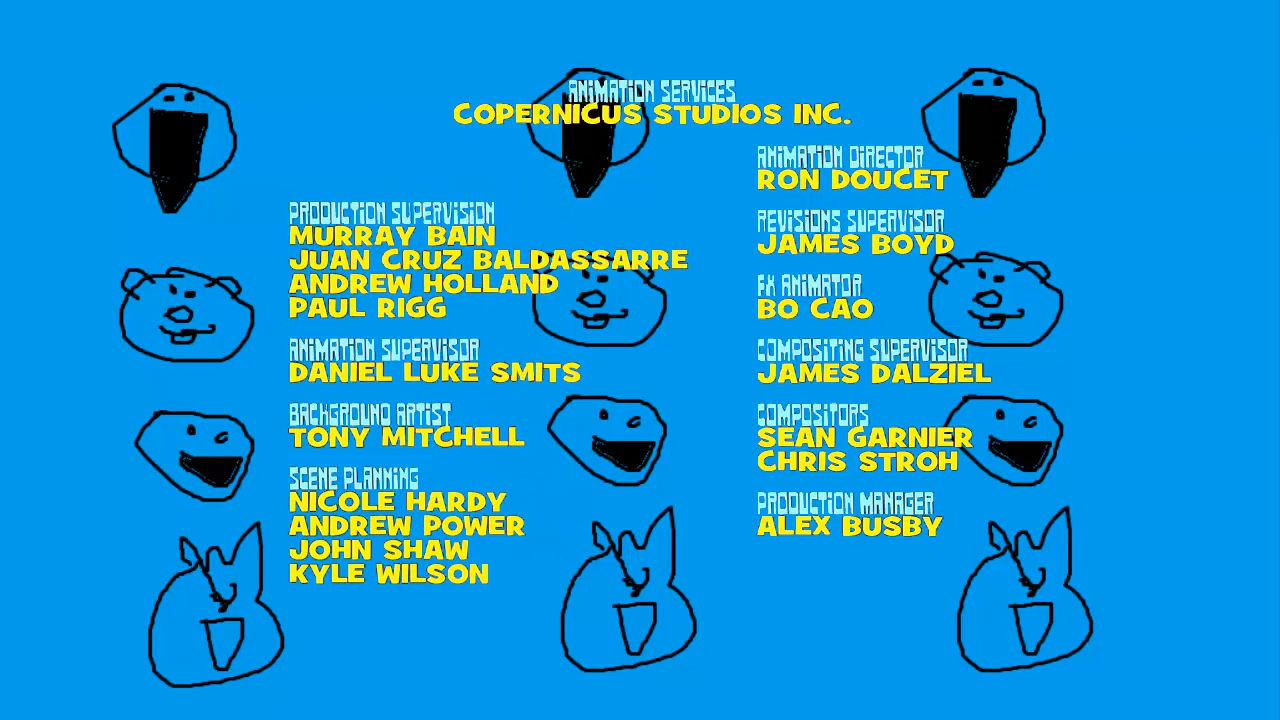 ANIMATION SERVICES
COPERNICUS STUDIOS INC.
PRODUCTION SUPERVISION
MURRAY BAIN
JUAN CRUZ BALDASSARRE
ANDREW HOLLAND
PAUL RIGG
ANIMATION SUPERVISOR
DANIEL LUKE SMITS
BACKGROUND ARTIST
TONY MITCHELL
SCENE PLANNING
NICOLE HARDY
ANDREW POWER
JOHN SHAW
KYLE WILSON
ANIMATION DIRECTOR
RON DOUCET
REVISIONS SUPERVISOR
JAMES BOYD
FX ANIMATOR
BO CAO
COMPOSITING SUPERVISOR
JAMES DALZIEL
COMPOSITORS
SEAN GARNIER
CHRIS STROH
PRODUCTION MANAGER
ALEX BUSBY